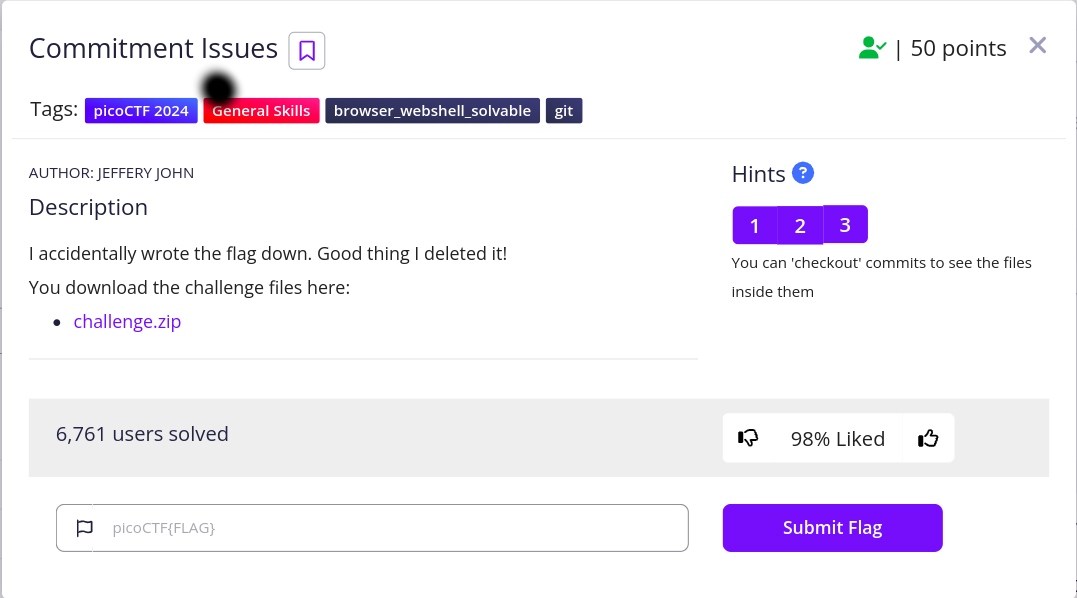 Commitment Issues
| 50 points
Tags: picoCTF 2024 General Skills browser_webshell_solvable git
AUTHOR: JEFFERY JOHN
Description
I accidentally wrote the flag down. Good thing I deleted it!
You download the challenge files here:
• challenge.zip
Hints ?
1 2 3
You can 'checkout' commits to see the files
inside them
6,761 users solved
98% Liked
picoCTF{FLAG}
Submit Flag